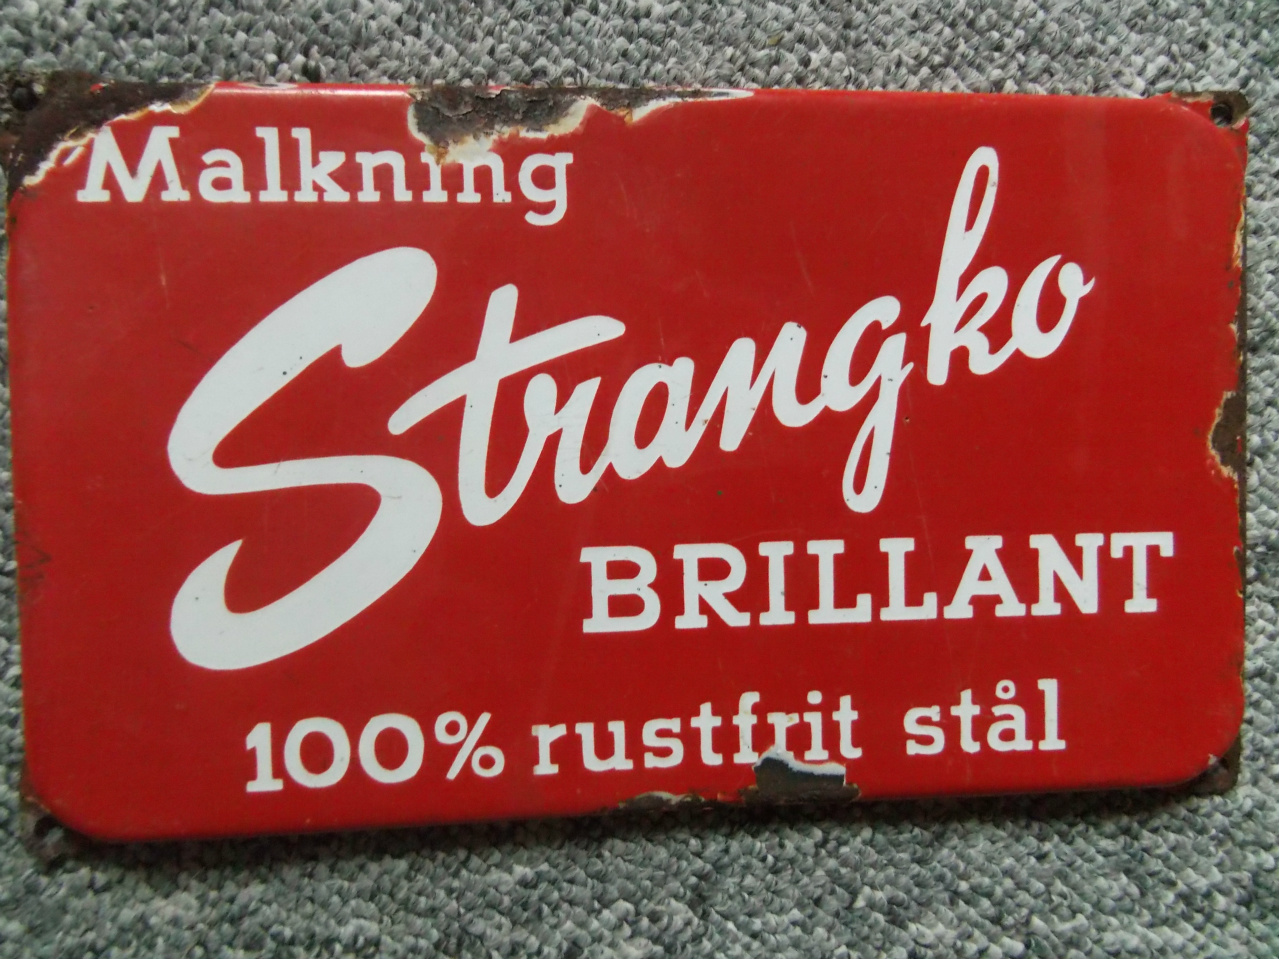 Malkning
Strangko
BRILLANT
100% rustfrit stål